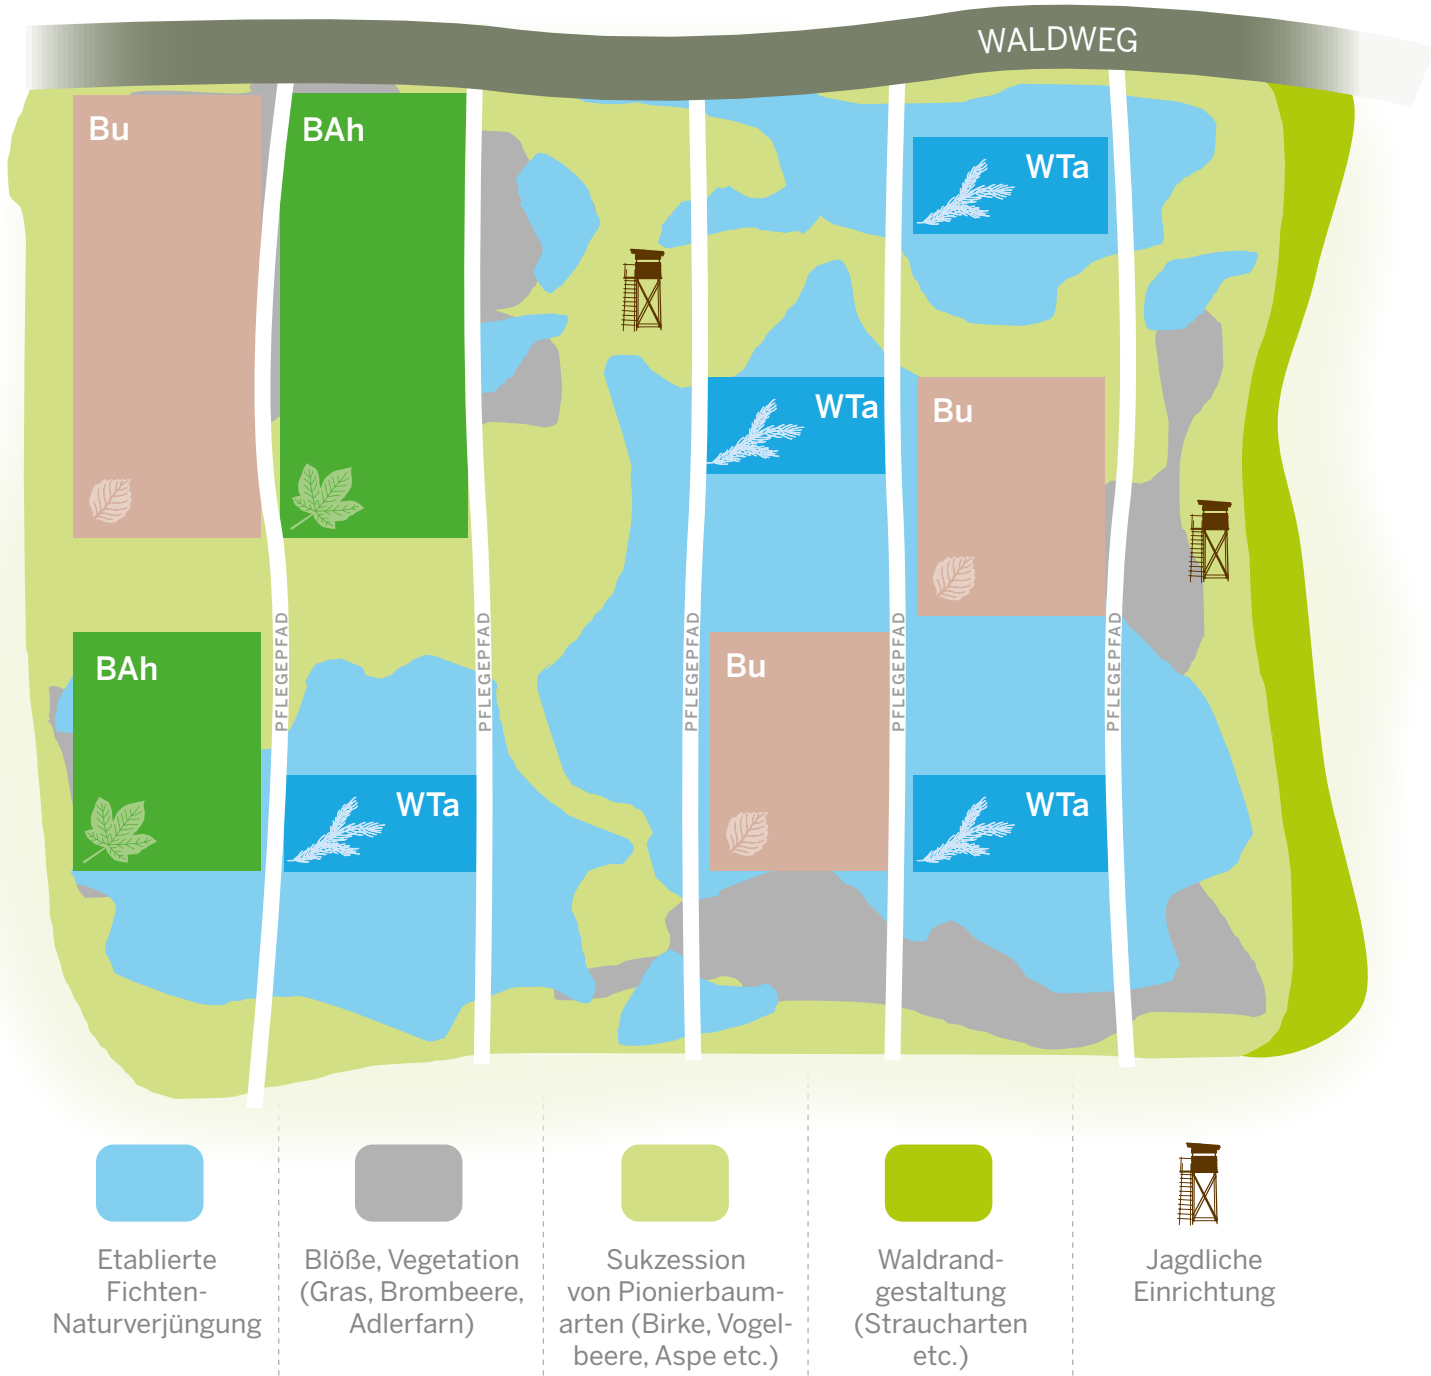 WALDWEG
Bu
BAh
WTa
WTa
Bu
BAh
Bu
WTa
WTa
PFLEGEPFAD
PFLEGEPFAD
PFLEGEPFAD
PFLEGEPFAD
PFLEGEPFAD
Etablierte
Fichten-
Naturverjüngung
Blöße, Vegetation
(Gras, Brombeere,
Adlerfarn)
Sukzession
von Pionierbaum-
arten (Birke, Vogel-
beere, Aspe etc.)
Waldrand-
gestaltung
(Straucharten
etc.)
Jagdliche
Einrichtung